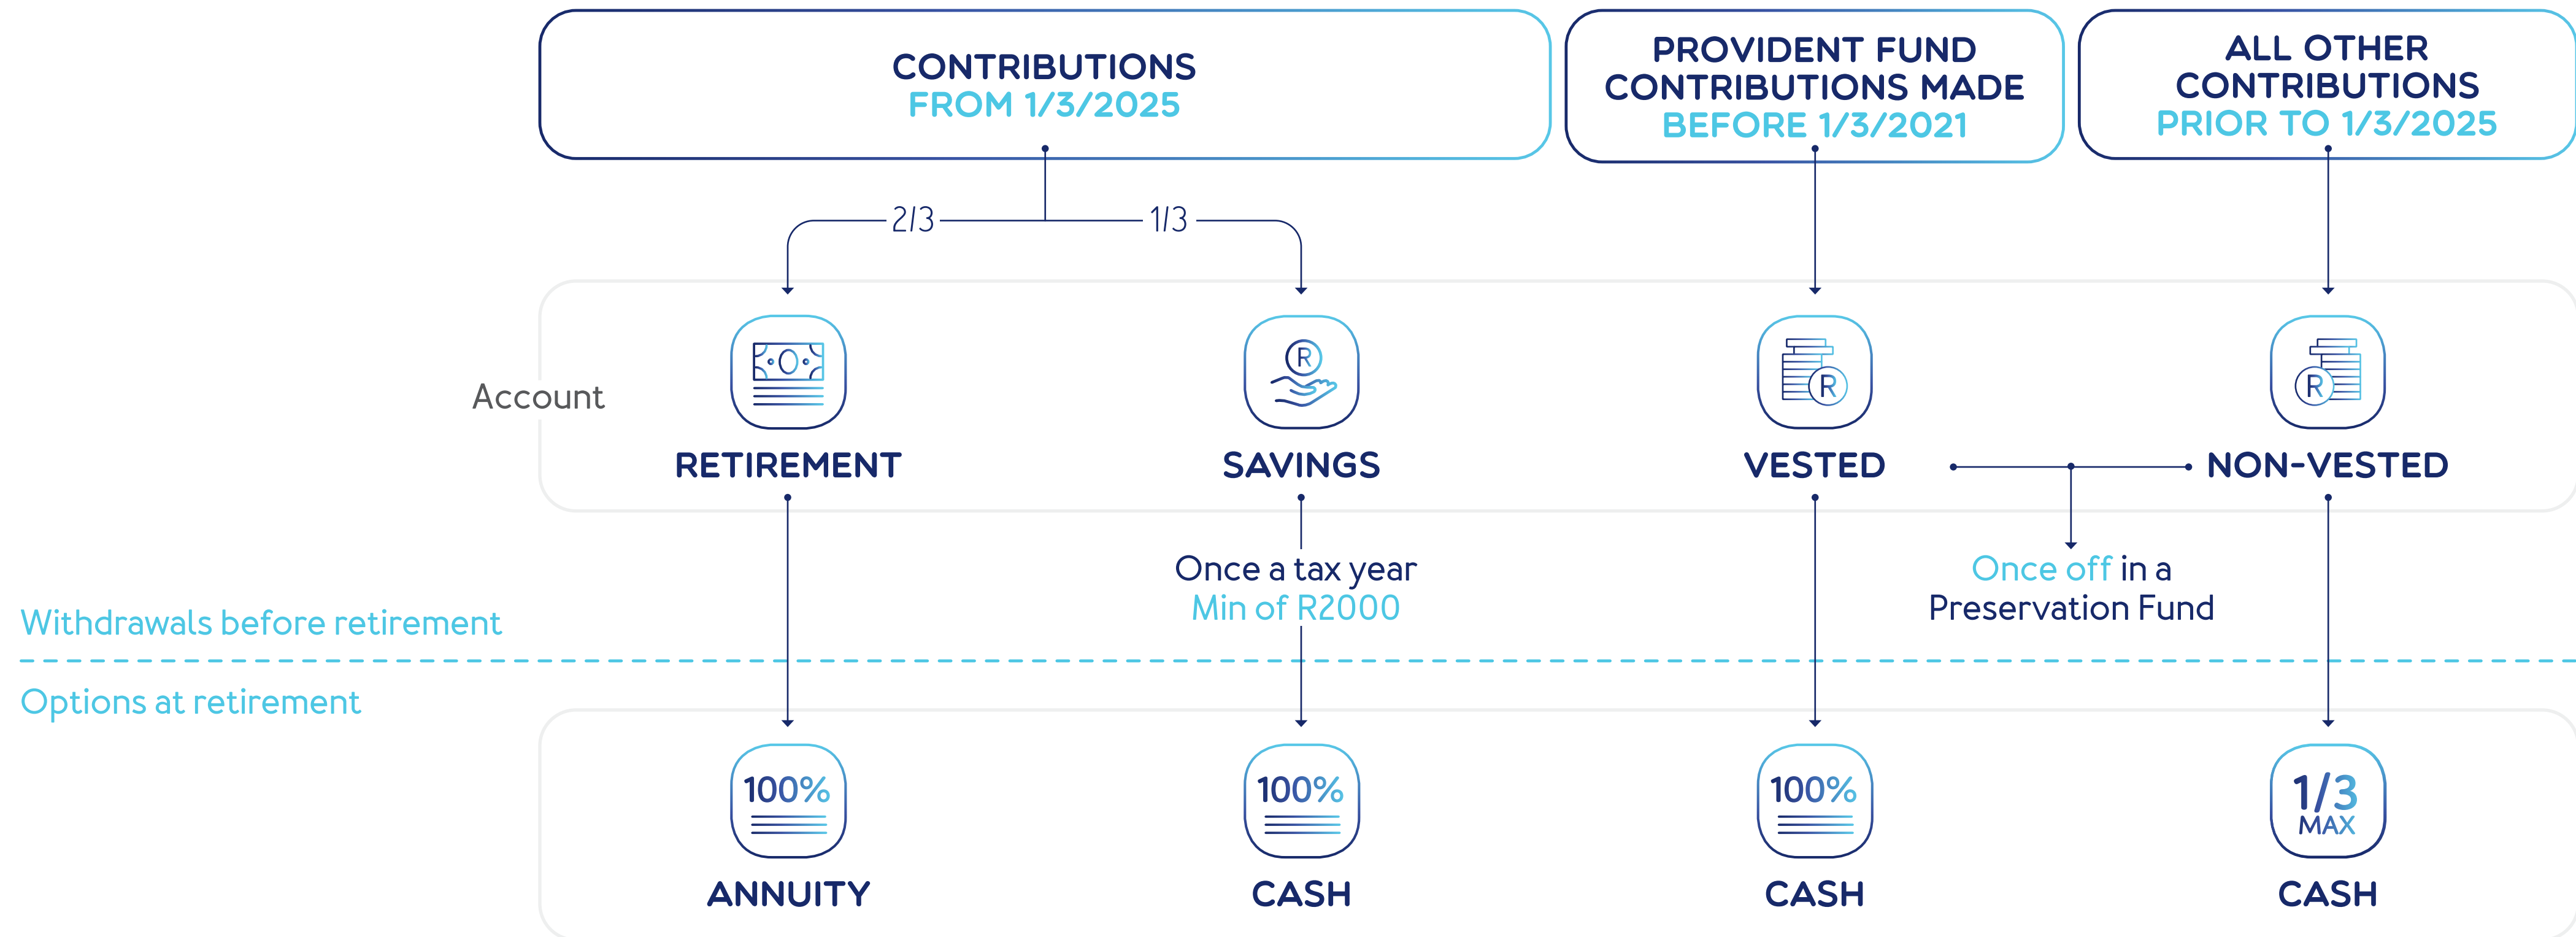 CONTRIBUTIONS
FROM 1/3/2025
PROVIDENT FUND
CONTRIBUTIONS MADE
BEFORE 1/3/2021
ALL OTHER
CONTRIBUTIONS
PRIOR TO 1/3/2025
2/3
1/3
Account
R
R
R
RETIREMENT
SAVINGS
VESTED
NON-VESTED
Once a tax year
Min of R2000
Once off in a
Preservation Fund
Withdrawals before retirement
Options at retirement
100%
100%
100%
1/3
MAX
ANNUITY
CASH
CASH
CASH